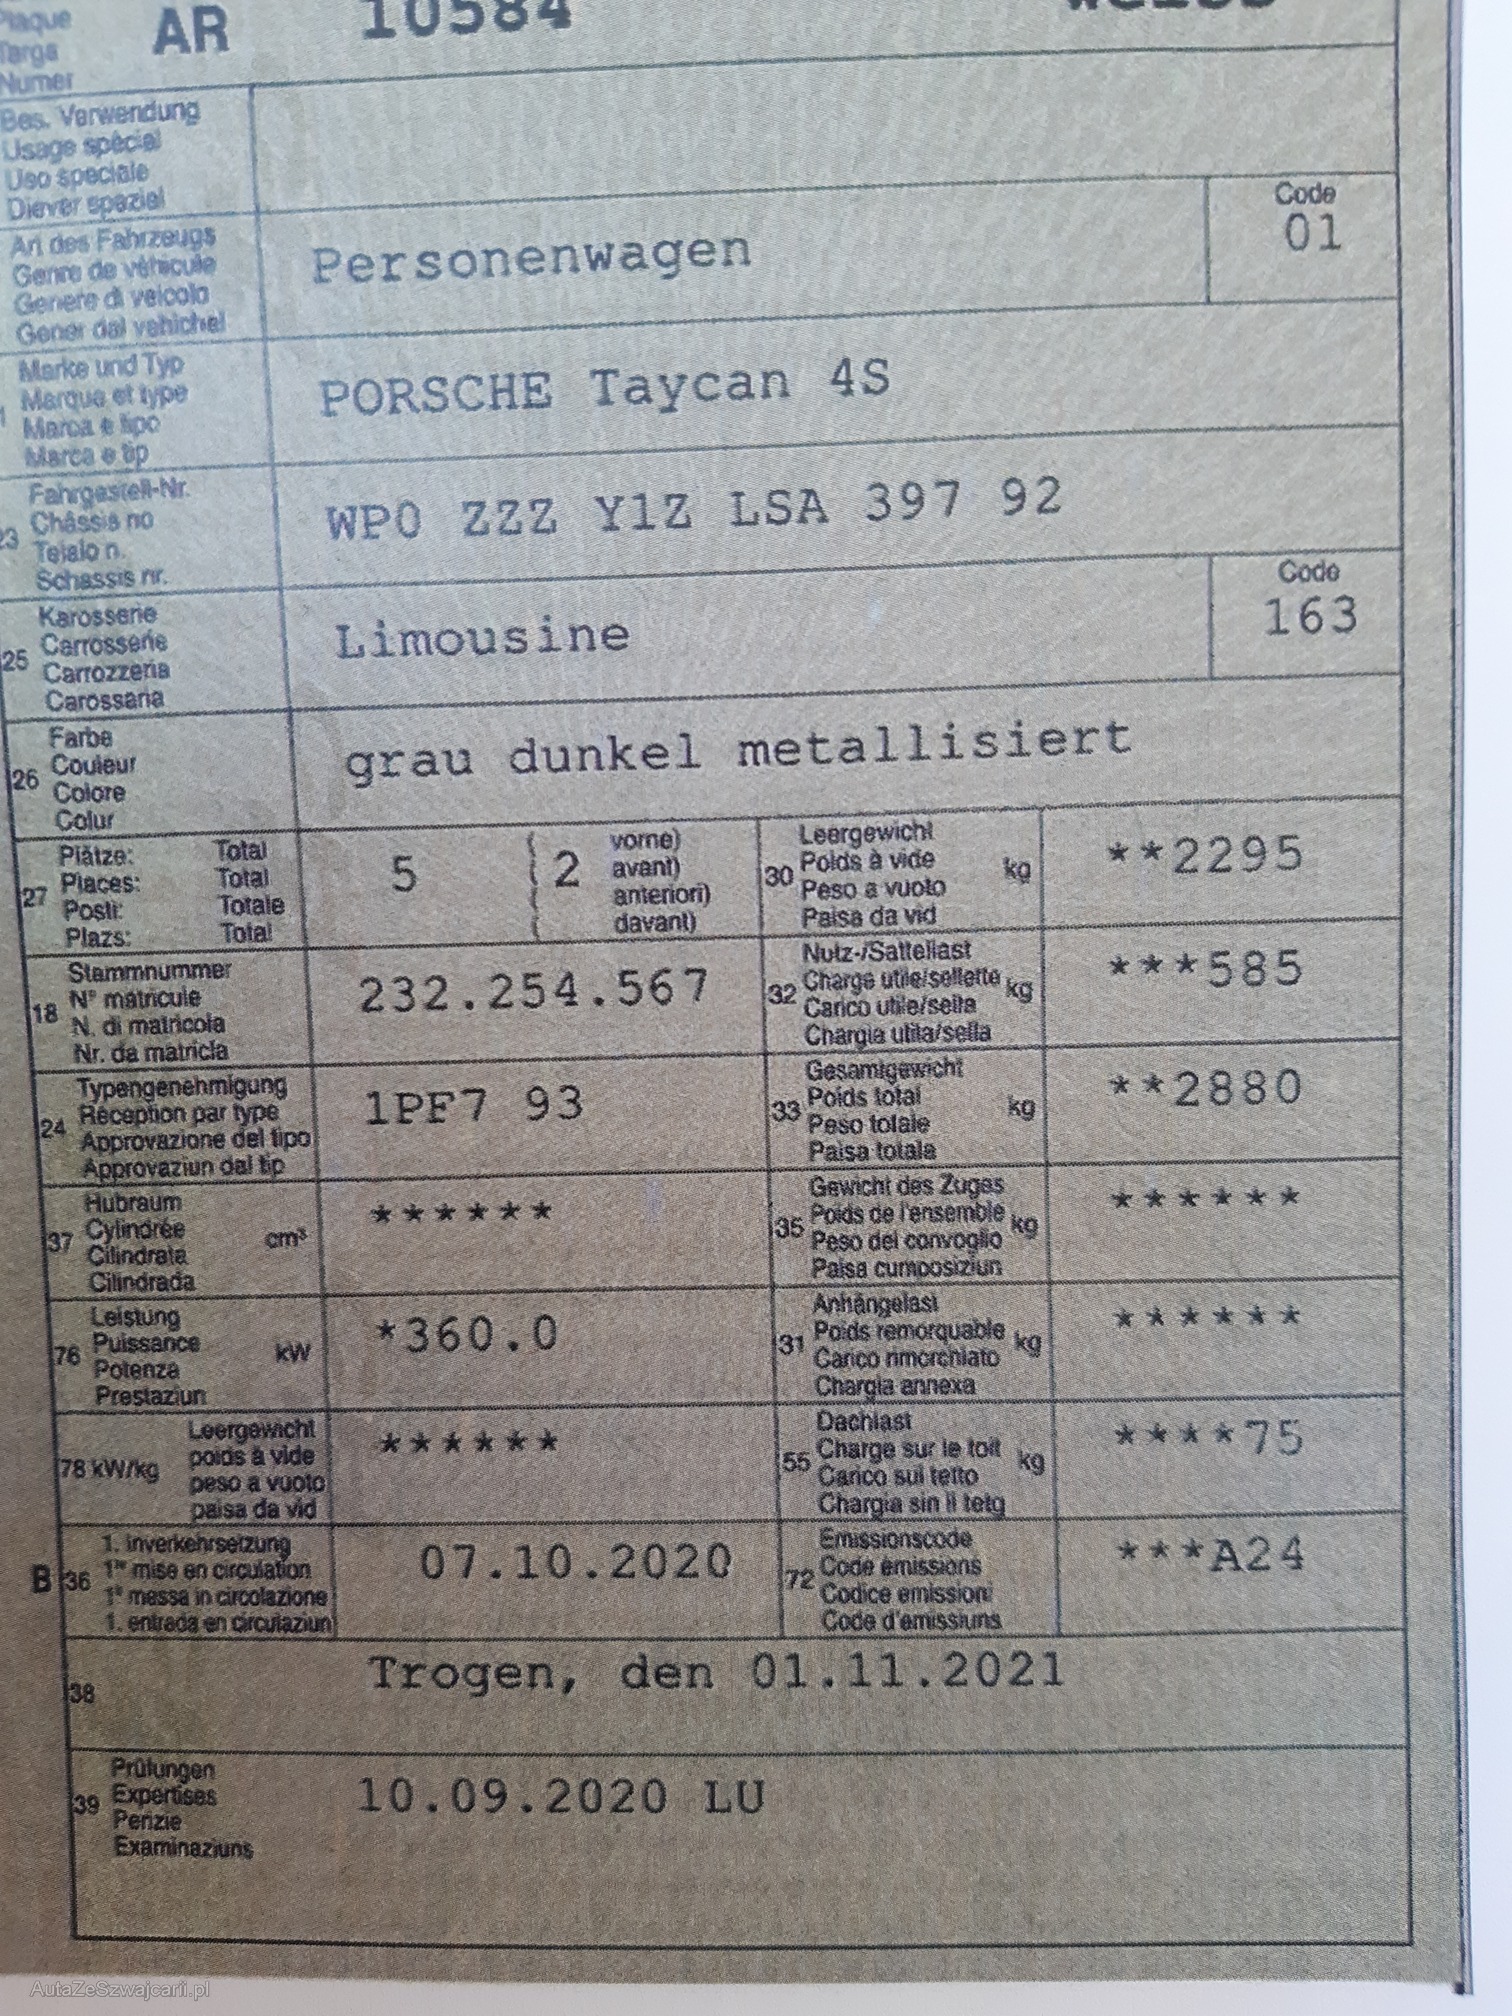 Plaque
Targa
Numer
AR 10584
Bes. Verwendung
Usage spécial
Uso speciale
Diever spezial
Art des Fahrzeugs
Genre de véhicule
Genere di veicolo
Gener dal vehichel
Personenwagen
Code
01
Marke und Typ
Marque et type
Marca e tipo
Marca e tip
PORSCHE Taycan 4S
23
Fahrgestell-Nr.
Châssis no
Telaio n.
Schassis nr.
WP0 ZZZ Y1Z LSA 397 92
25
Karosserie
Carrosserie
Carrozzeria
Carossaria
Limousine
Code
163
26
Farbe
Couleur
Colore
Colur
grau dunkel metallisiert
27
Plätze: Total
Places: Total
Posti: Totale
Plazs: Total
5 ( 2
vorne)
avant)
anteriori)
davant)
30
Leergewicht
Poids à vide
Peso a vuoto
Paisa da vid
kg
**2295
18
Stammnummer
N° matricule
N. di matricola
Nr. da matricla
232.254.567
32
Nutz-/Sattellast
Charge utile/sellette
Carico utile/sella
Chargia utila/sella
kg
***585
24
Typengenehmigung
Réception par type
Approvazione del tipo
Approvaziun dal tip
1PF7 93
33
Gesamtgewicht
Poids total
Peso totale
Paisa totala
kg
**2880
37
Hubraum
Cylindrée
Cilindrata
Cilindrada
cm³
******
35
Gewicht des Zuges
Poids de l'ensemble
Peso del convoglio
Paisa cumposiziun
kg
******
76
Leistung
Puissance
Potenza
Prestaziun
kW
*360.0
31
Anhängelast
Poids remorquable
Carico rimorchiato
Chargia annexa
kg
******
78 kW/kg
Leergewicht
poids à vide
peso a vuoto
paisa da vid
******
55
Dachlast
Charge sur le toit
Carico sul tetto
Chargia sin il tetg
kg
****75
B 36
1. Inverkehrsetzung
1re mise en circulation
1a messa in circolazione
1. entrada en circulaziun
07.10.2020
72
Emissionscode
Code émissions
Codice emissioni
Code d'emissiuns
***A24
38
Trogen, den 01.11.2021
39
Prüfungen
Expertises
Perizie
Examinaziuns
10.09.2020 LU
AutaZeSzwajcarii.pl